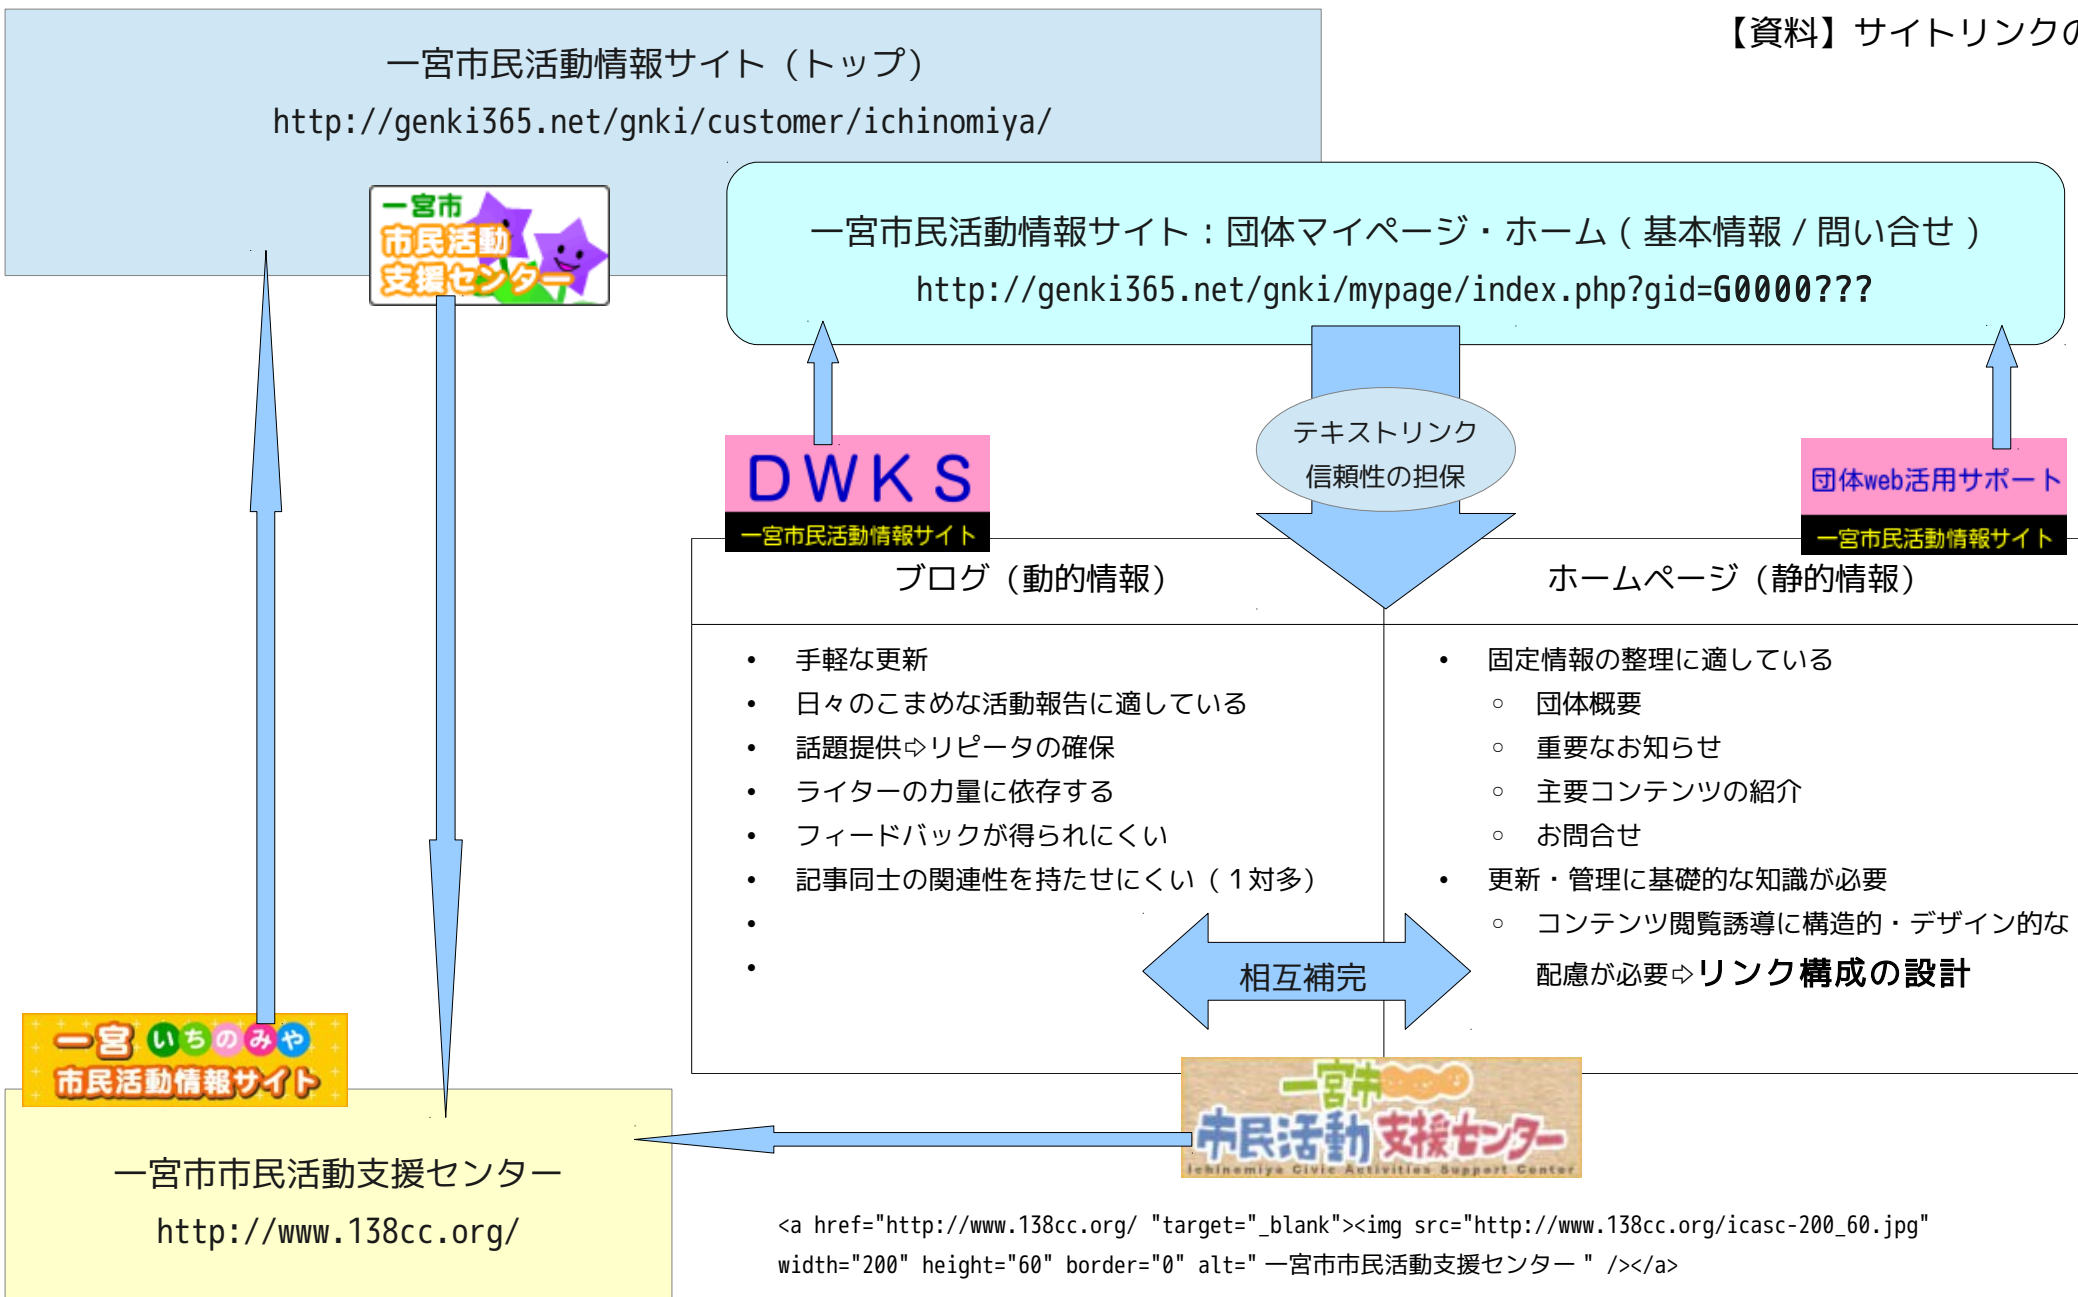 【資料】サイトリンクの
一宮市民活動情報サイト（トップ）
http://genki365.net/gnki/customer/ichinomiya/
一宮市
市民活動
支援センター
一宮市民活動情報サイト：団体マイページ・ホーム(基本情報/問い合せ)
http://genki365.net/gnki/mypage/index.php?gid=G0000???
テキストリンク
信頼性の担保
DWKS
一宮市民活動情報サイト
団体web活用サポート
一宮市民活動情報サイト
ブログ（動的情報）
• 手軽な更新
• 日々のこまめな活動報告に適している
• 話題提供⇨リピータの確保
• ライターの力量に依存する
• フィードバックが得られにくい
• 記事同士の関連性を持たせにくい（１対多）
•
•
ホームページ（静的情報）
• 固定情報の整理に適している
◦ 団体概要
◦ 重要なお知らせ
◦ 主要コンテンツの紹介
◦ お問合せ
• 更新・管理に基礎的な知識が必要
◦ コンテンツ閲覧誘導に構造的・デザイン的な
配慮が必要⇨リンク構成の設計
相互補完
一宮 いちのみや
市民活動情報サイト
一宮市市民活動支援センター
http://www.138cc.org/
一宮市
市民活動支援センター
Ichinomiya Civic Activities Support Center
<a href="http://www.138cc.org/ "target="_blank"><img src="http://www.138cc.org/icasc-200_60.jpg"
width="200" height="60" border="0" alt=" 一宮市市民活動支援センター " /></a>